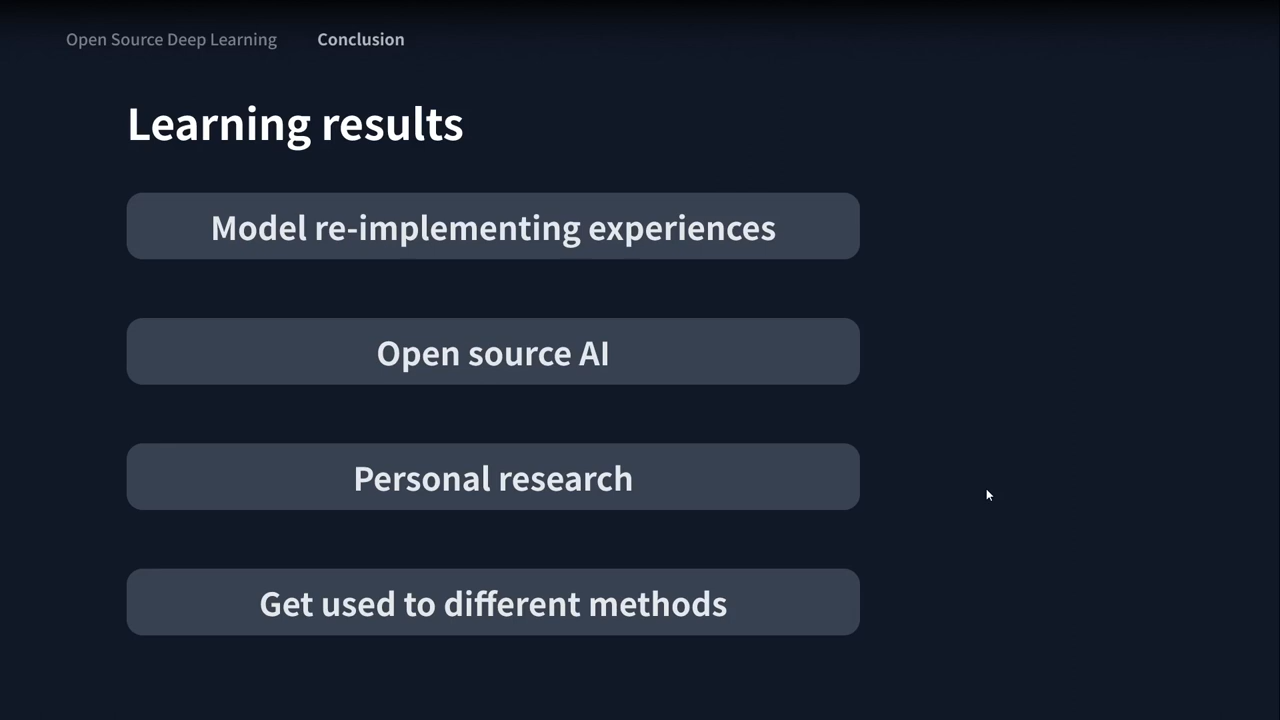 Open Source Deep Learning Conclusion
Learning results
Model re-implementing experiences
Open source AI
Personal research
Get used to different methods